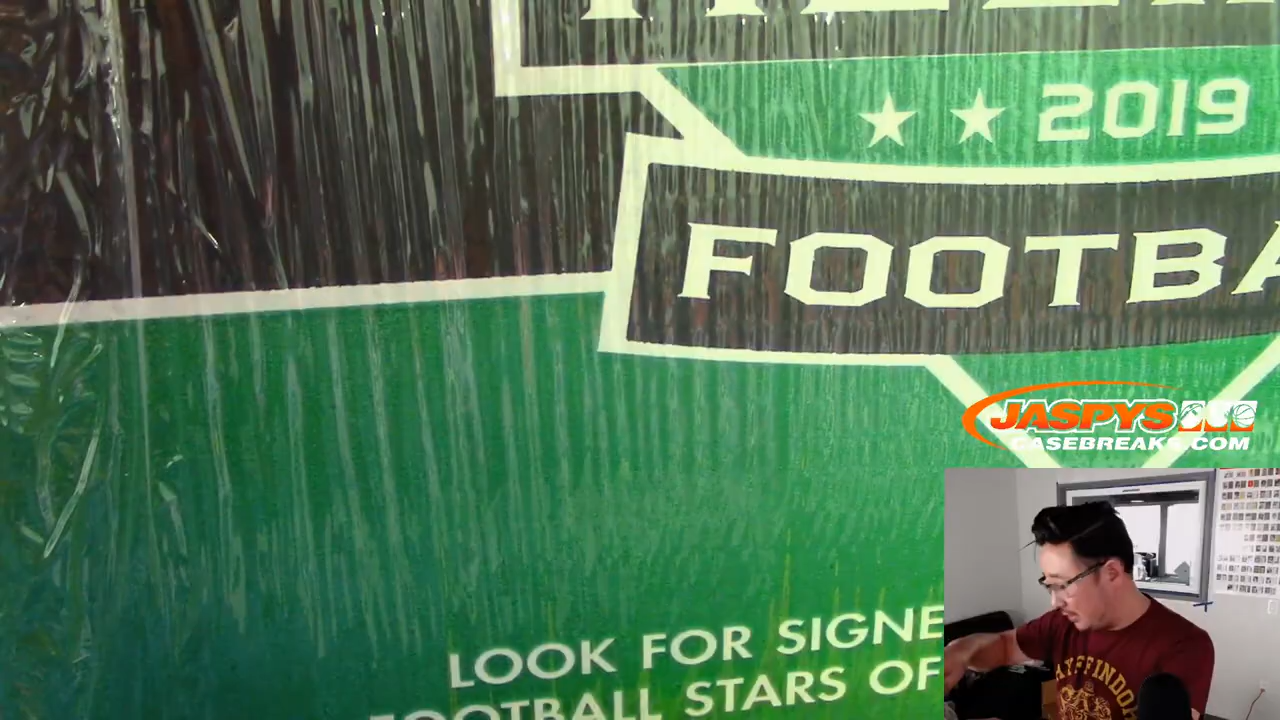 2019
FOOTBA
JASPYS
CASEBREAKS.COM
LOOK FOR SIGNE
FOOTBALL STARS OF